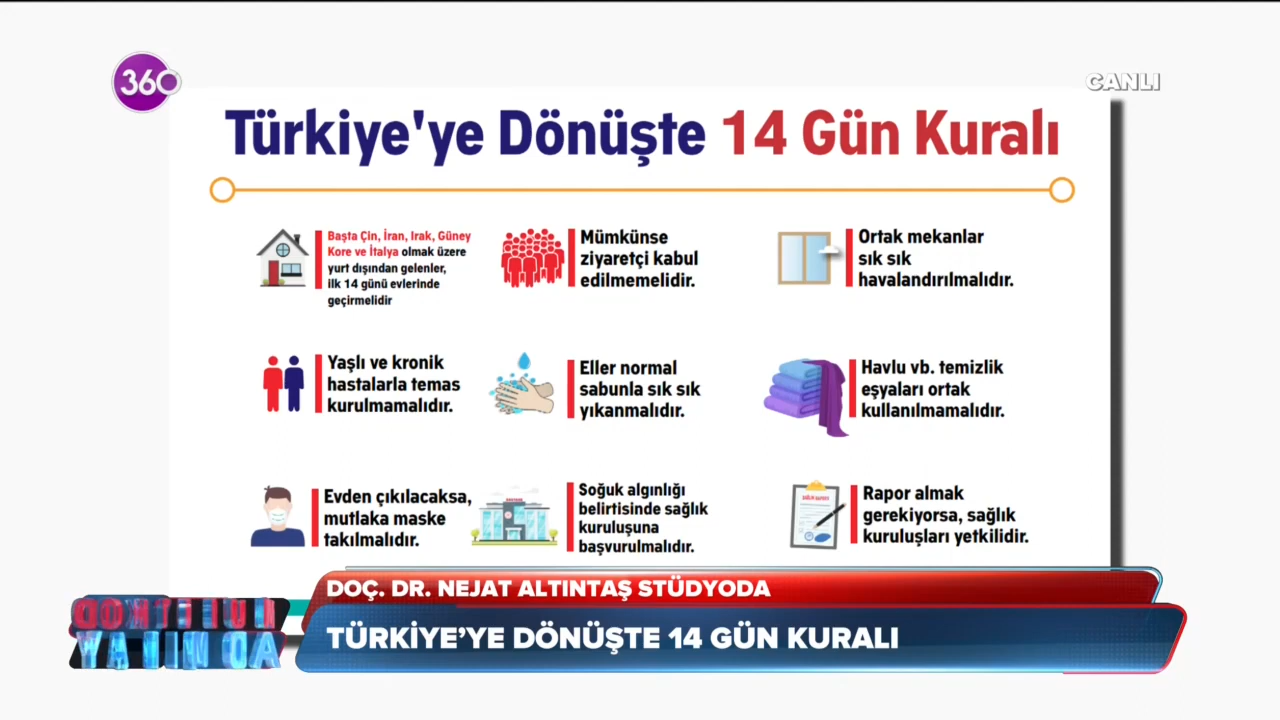 360
CANLI
Türkiye'ye Dönüşte 14 Gün Kuralı
Başta Çin, İran, Irak, Güney
Kore ve İtalya olmak üzere
yurt dışından gelenler,
ilk 14 günü evlerinde
geçirmelidir
Mümkünse
ziyaretçi kabul
edilmemelidir.
Ortak mekanlar
sık sık
havalandırılmalıdır.
Yaşlı ve kronik
hastalarla temas
kurulmamalıdır.
Eller normal
sabunla sık sık
yıkanmalıdır.
Havlu vb. temizlik
eşyaları ortak
kullanılmamalıdır.
Evden çıkılacaksa,
mutlaka maske
takılmalıdır.
Soğuk algınlığı
belirtisinde sağlık
kuruluşuna
başvurulmalıdır.
Rapor almak
gerekiyorsa, sağlık
kuruluşları yetkilidir.
DOÇ. DR. NEJAT ALTINTAŞ STÜDYODA
TÜRKİYE’YE DÖNÜŞTE 14 GÜN KURALI